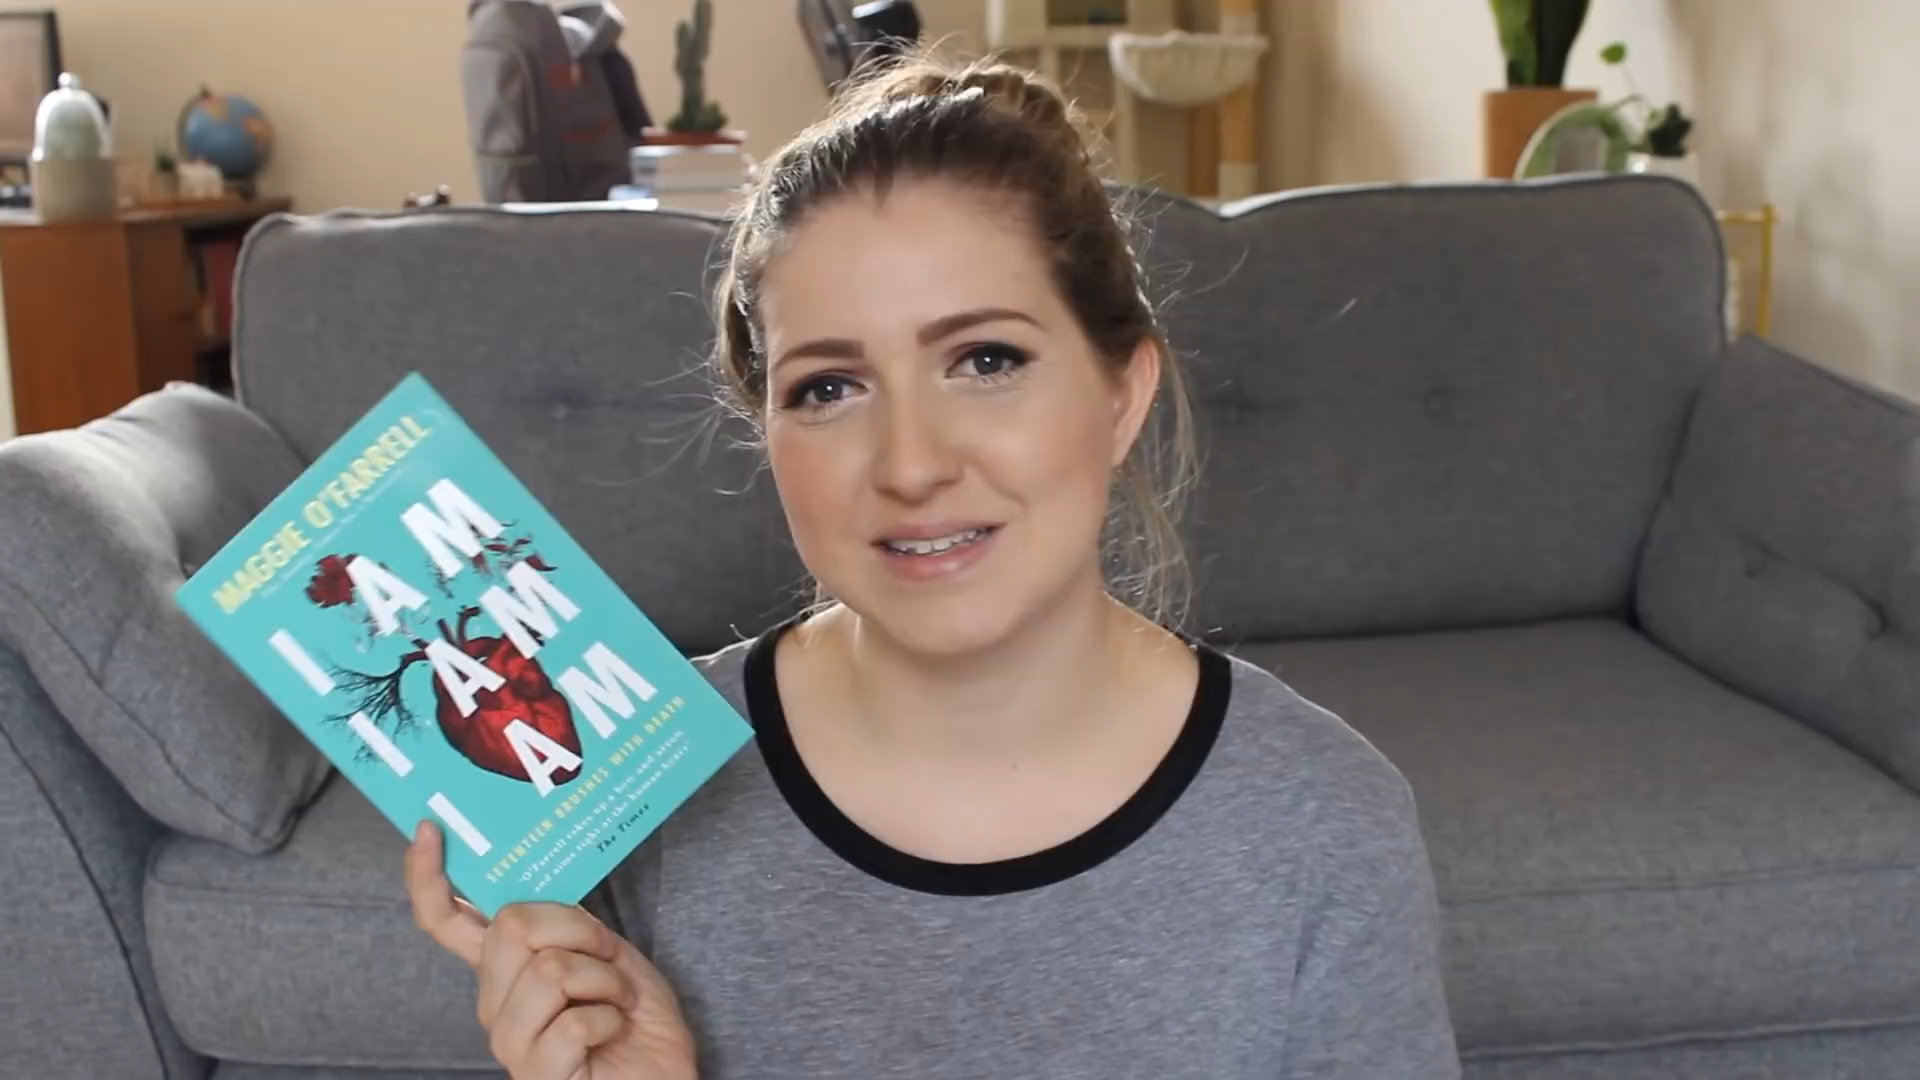 MAGGIE O'FARRELL
I AM
I AM
I AM
SEVENTEEN BRUSHES WITH DEATH
'O'Farrell takes up a bow and arrow
and aims right at the human heart'
The Times